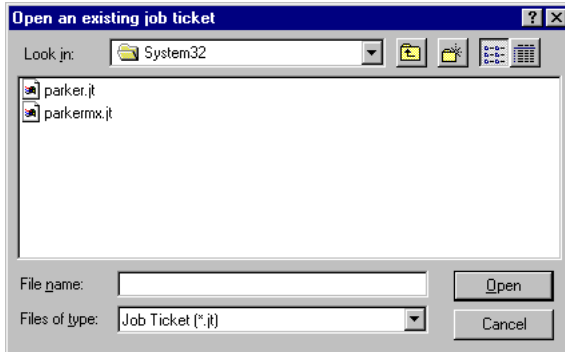 Open an existing job ticket
Look in: System32
parker.jt
parkermx.jt
File name: Open
Files of type: Job Ticket (*.jt) Cancel